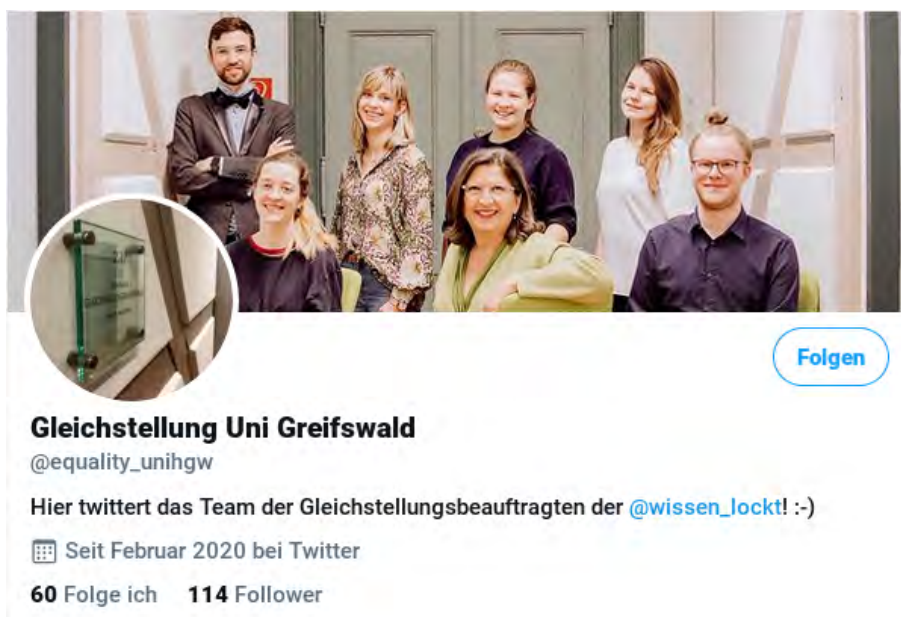 Folgen
Gleichstellung Uni Greifswald
@equality_unihgw
Hier twittert das Team der Gleichstellungsbeauftragten der @wissen_lockt! :-)
Seit Februar 2020 bei Twitter
60 Folge ich 114 Follower